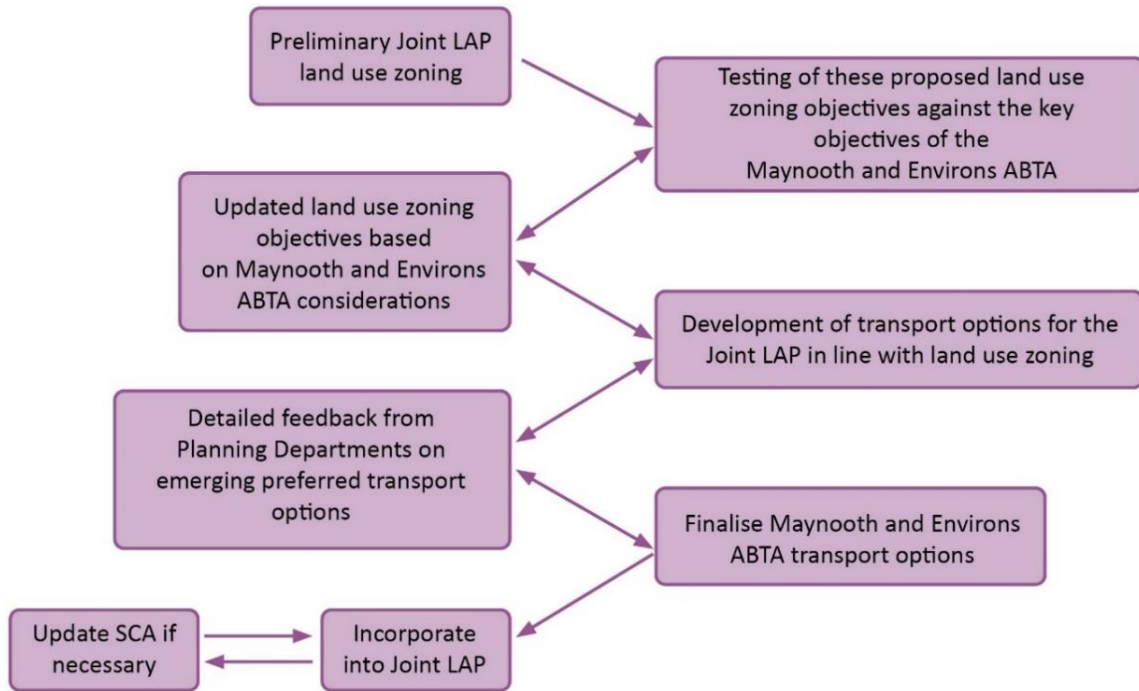 Preliminary Joint LAP
land use zoning
Testing of these proposed land use
zoning objectives against the key
objectives of the
Maynooth and Environs ABTA
Updated land use zoning
objectives based
on Maynooth and Environs
ABTA considerations
Development of transport options for the
Joint LAP in line with land use zoning
Detailed feedback from
Planning Departments on
emerging preferred transport
options
Finalise Maynooth and Environs
ABTA transport options
Update SCA if
necessary
Incorporate
into Joint LAP